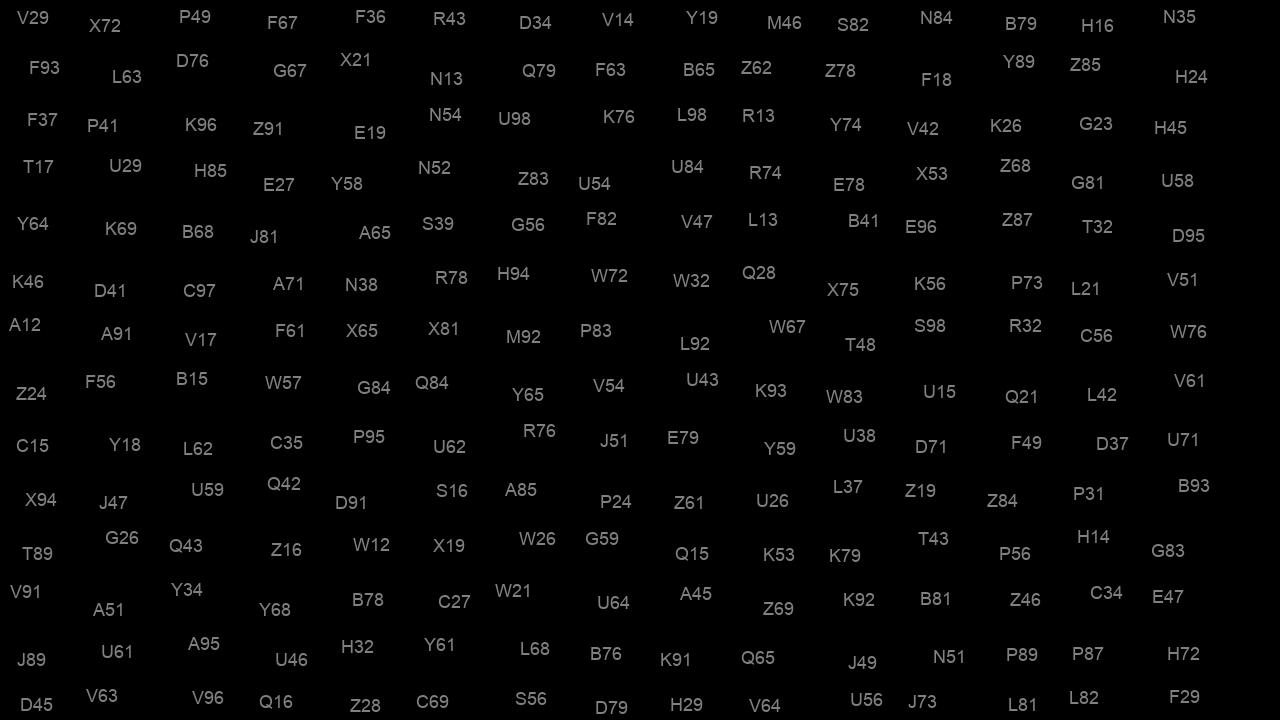 V29 X72 P49 F67 F36 R43 D34 V14 Y19 M46 S82 N84 B79 H16 N35
F93 L63 D76 G67 X21 N13 Q79 F63 B65 Z62 Z78 F18 Y89 Z85 H24
F37 P41 K96 Z91 E19 N54 U98 K76 L98 R13 Y74 V42 K26 G23 H45
T17 U29 H85 E27 Y58 N52 Z83 U54 U84 R74 E78 X53 Z68 G81 U58
Y64 K69 B68 J81 A65 S39 G56 F82 V47 L13 B41 E96 Z87 T32 D95
K46 D41 C97 A71 N38 R78 H94 W72 W32 Q28 X75 K56 P73 L21 V51
A12 A91 V17 F61 X65 X81 M92 P83 L92 W67 T48 S98 R32 C56 W76
Z24 F56 B15 W57 G84 Q84 Y65 V54 U43 K93 W83 U15 Q21 L42 V61
C15 Y18 L62 C35 P95 U62 R76 J51 E79 Y59 U38 D71 F49 D37 U71
X94 J47 U59 Q42 D91 S16 A85 P24 Z61 U26 L37 Z19 Z84 P31 B93
T89 G26 Q43 Z16 W12 X19 W26 G59 Q15 K53 K79 T43 P56 H14 G83
V91 A51 Y34 Y68 B78 C27 W21 U64 A45 Z69 K92 B81 Z46 C34 E47
J89 U61 A95 U46 H32 Y61 L68 B76 K91 Q65 J49 N51 P89 P87 H72
D45 V63 V96 Q16 Z28 C69 S56 D79 H29 V64 U56 J73 L81 L82 F29